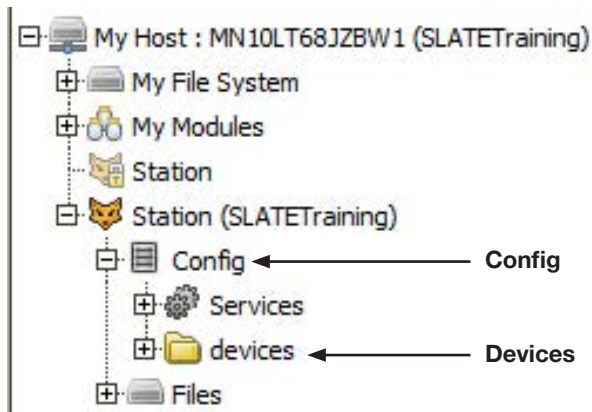 My Host : MN10LT68JZBW1 (SLATETraining)
My File System
My Modules
Station
Station (SLATETraining)
Config Config
Services
devices Devices
Files